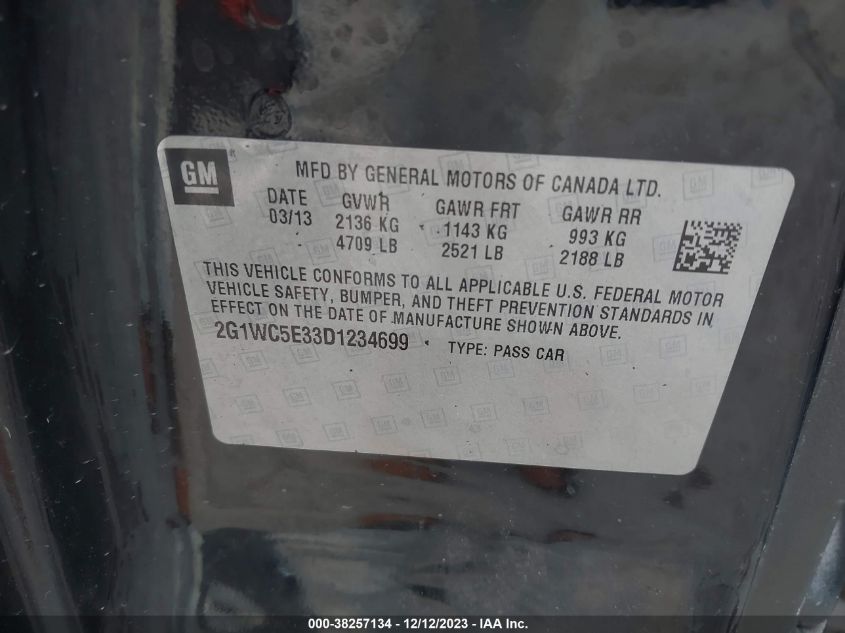 GM
MFD BY GENERAL MOTORS OF CANADA LTD.
DATE GVWR GAWR FRT GAWR RR
03/13 2136 KG 1143 KG 993 KG
4709 LB 2521 LB 2188 LB
THIS VEHICLE CONFORMS TO ALL APPLICABLE U.S. FEDERAL MOTOR
VEHICLE SAFETY, BUMPER, AND THEFT PREVENTION STANDARDS IN
EFFECT ON THE DATE OF MANUFACTURE SHOWN ABOVE.
2G1WC5E33D1234699 · TYPE: PASS CAR
000-38257134 - 12/12/2023 - IAA Inc.